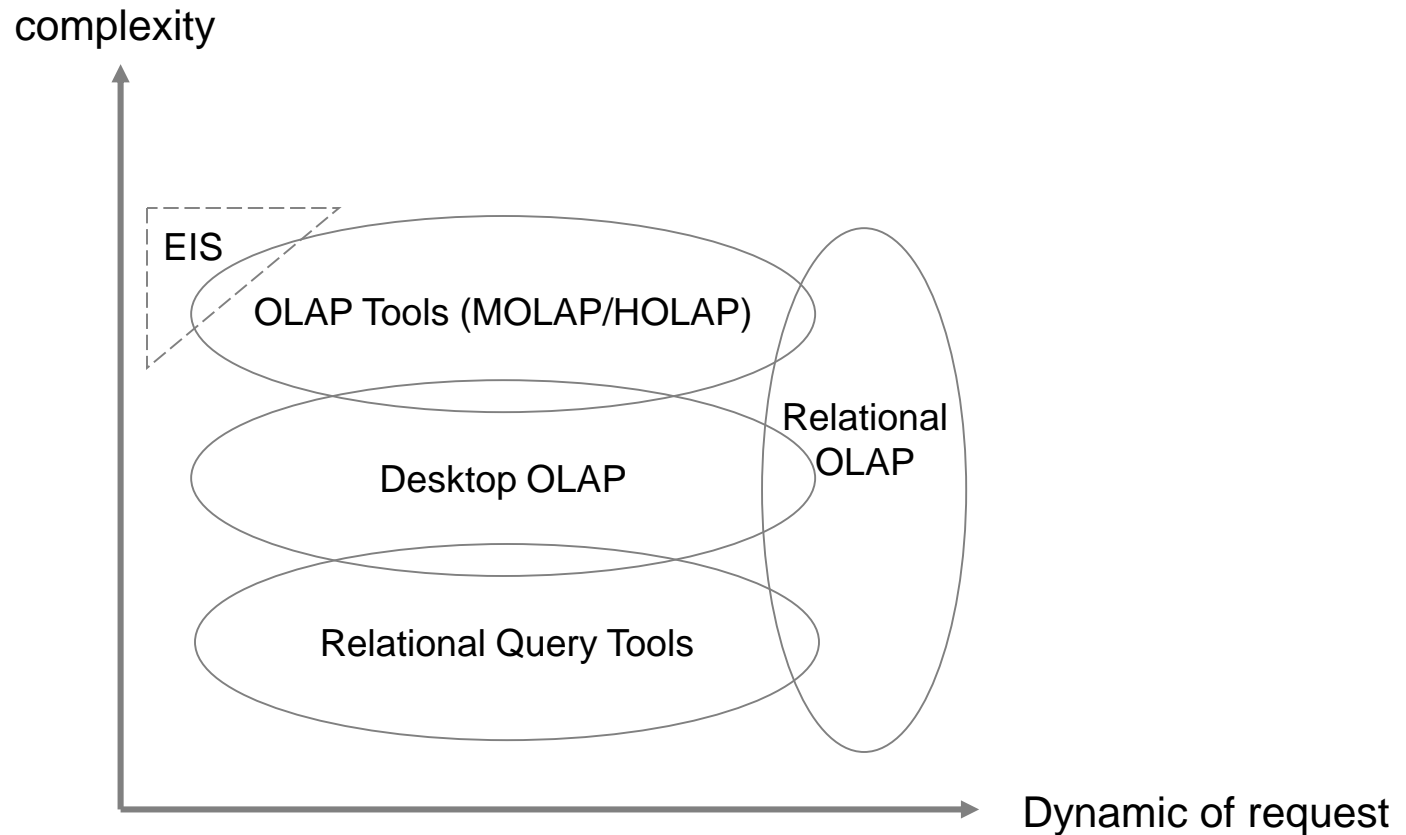 complexity
EIS
OLAP Tools (MOLAP/HOLAP)
Relational
OLAP
Desktop OLAP
Relational Query Tools
Dynamic of request